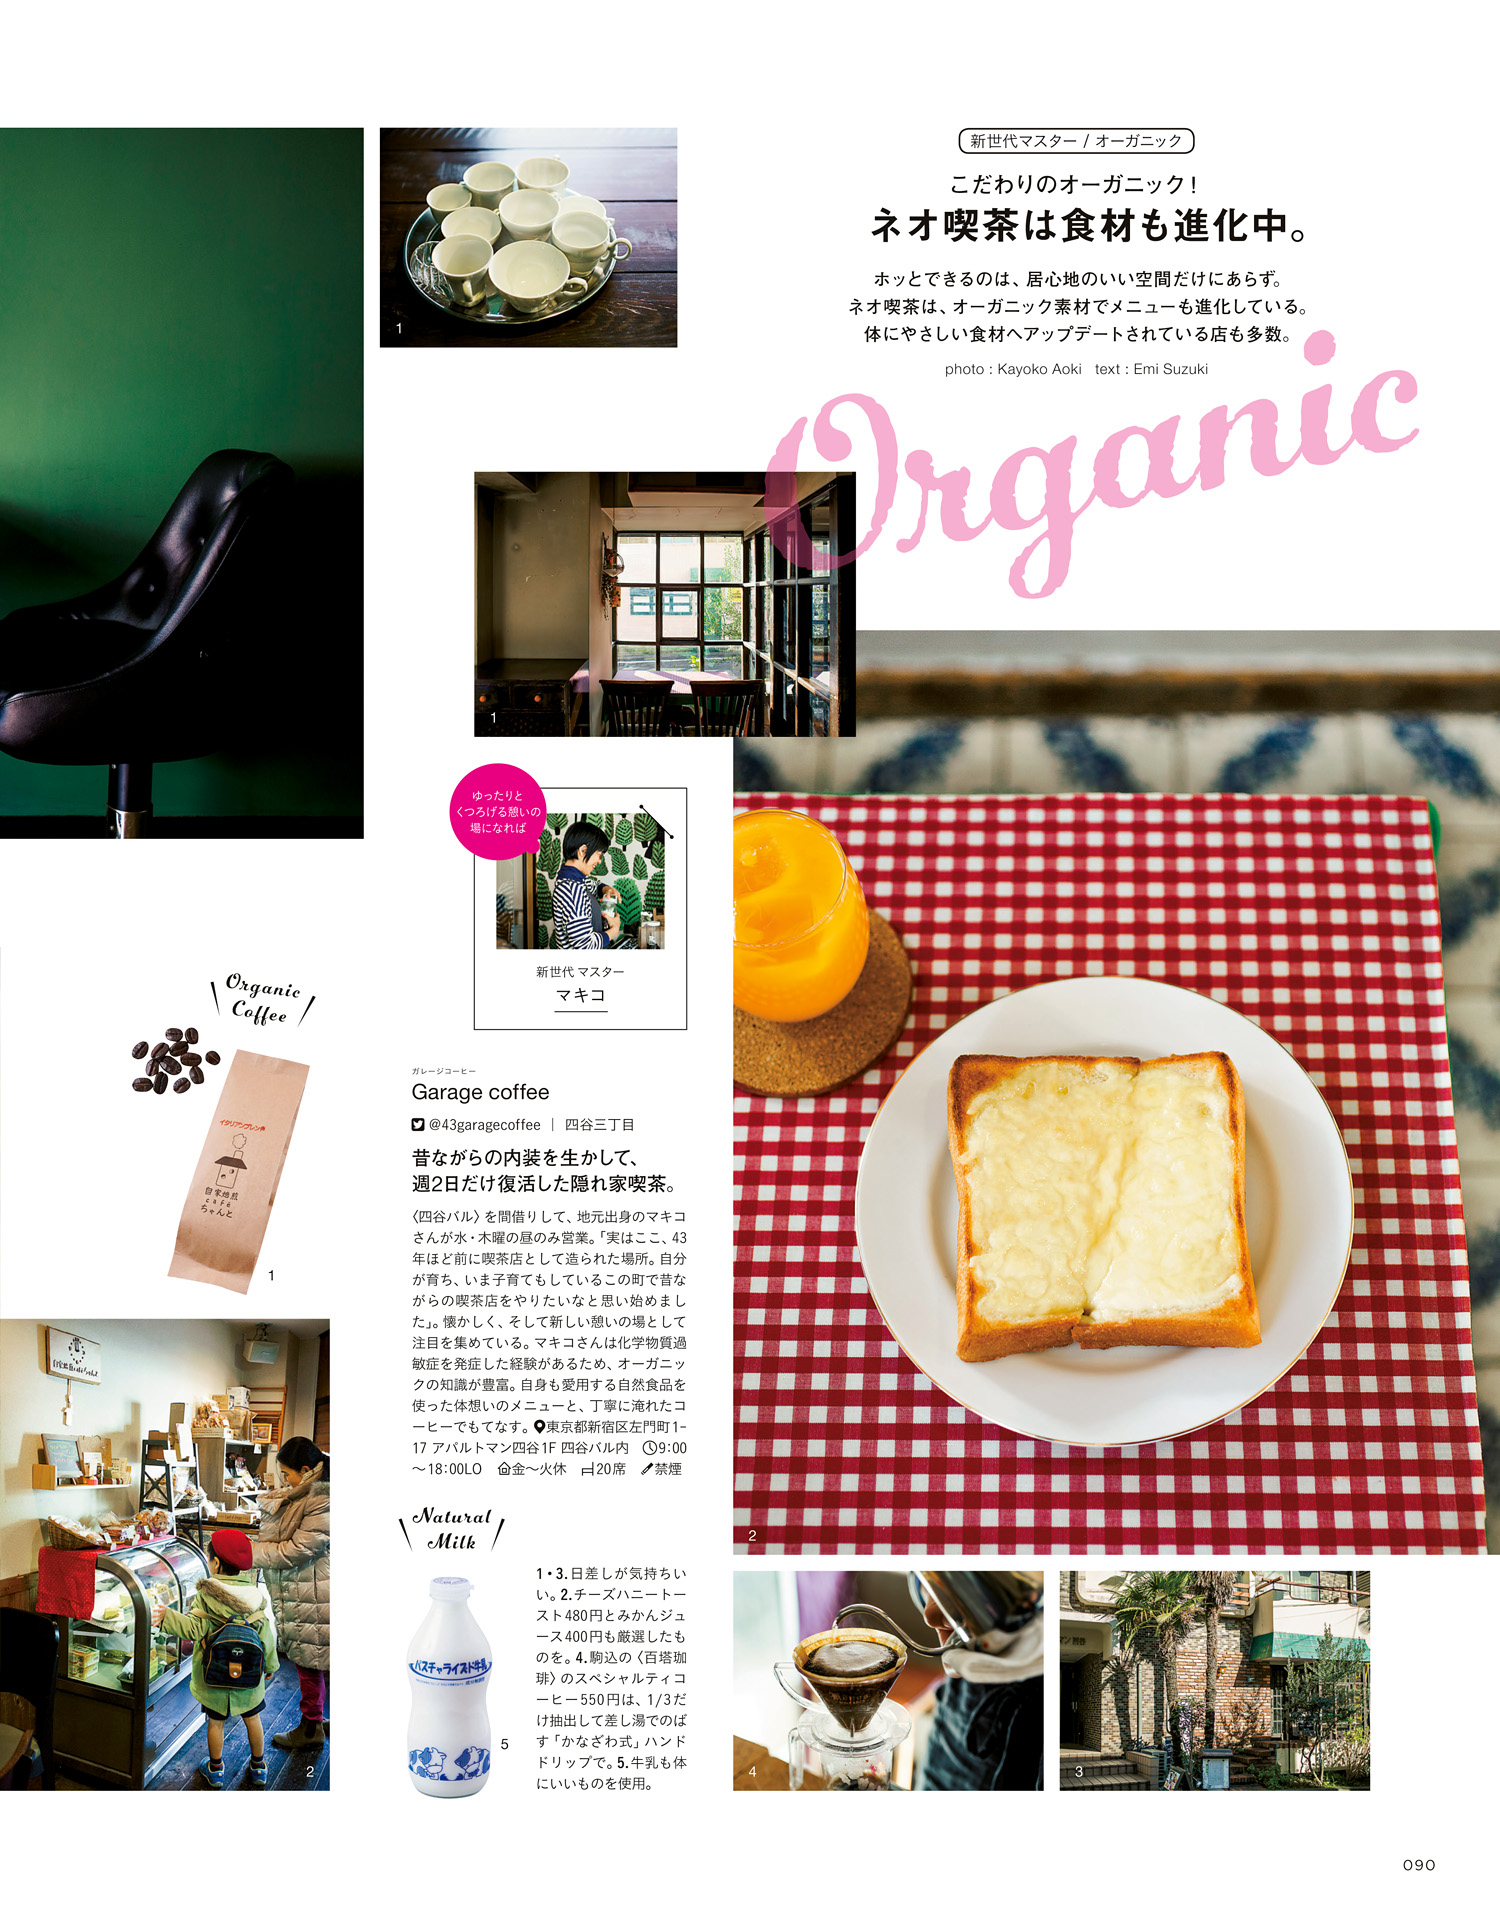 新世代マスター / オーガニック
こだわりのオーガニック！
ネオ喫茶は食材も進化中。
ホッとできるのは、居心地のいい空間だけにあらず。
ネオ喫茶は、オーガニック素材でメニューも進化している。
体にやさしい食材へアップデートされている店も多数。
photo : Kayoko Aoki text : Emi Suzuki
Organic
1
1
ゆったりと
くつろげる憩いの
場になれば
新世代 マスター
マキコ
ガレージコーヒー
Garage coffee
@43garagecoffee ｜ 四谷三丁目
昔ながらの内装を生かして、
週2日だけ復活した隠れ家喫茶。
〈四谷バル〉を間借りして、地元出身のマキコ
さんが水・木曜の昼のみ営業。「実はここ、43
年ほど前に喫茶店として造られた場所。自分
が育ち、いま子育てもしているこの町で昔な
がらの喫茶店をやりたいなと思い始めまし
た」。懐かしく、そして新しい憩いの場として
注目を集めている。マキコさんは化学物質過
敏症を発症した経験があるため、オーガニッ
クの知識が豊富。自身も愛用する自然食品を
使った体想いのメニューと、丁寧に淹れたコ
ーヒーでもてなす。東京都新宿区左門町1-
17 アパルトマン四谷1F 四谷バル内 9:00
〜18:00LO 金〜火休 20席 禁煙
Natural
Milk
1・3.日差しが気持ちい
い。2.チーズハニートー
スト480円とみかんジュ
ース400円も厳選したも
のを。4.駒込の〈百塔珈
琲〉のスペシャルティコ
ーヒー550円は、1/3だ
け抽出して差し湯でのば
す「かなざわ式」ハンド
ドリップで。5.牛乳も体
にいいものを使用。
パスチャライズド牛乳
5
2
4
3
Organic
Coffee
イタリアンブレンド
自家焙煎
café
ちゃんと
1
2
090